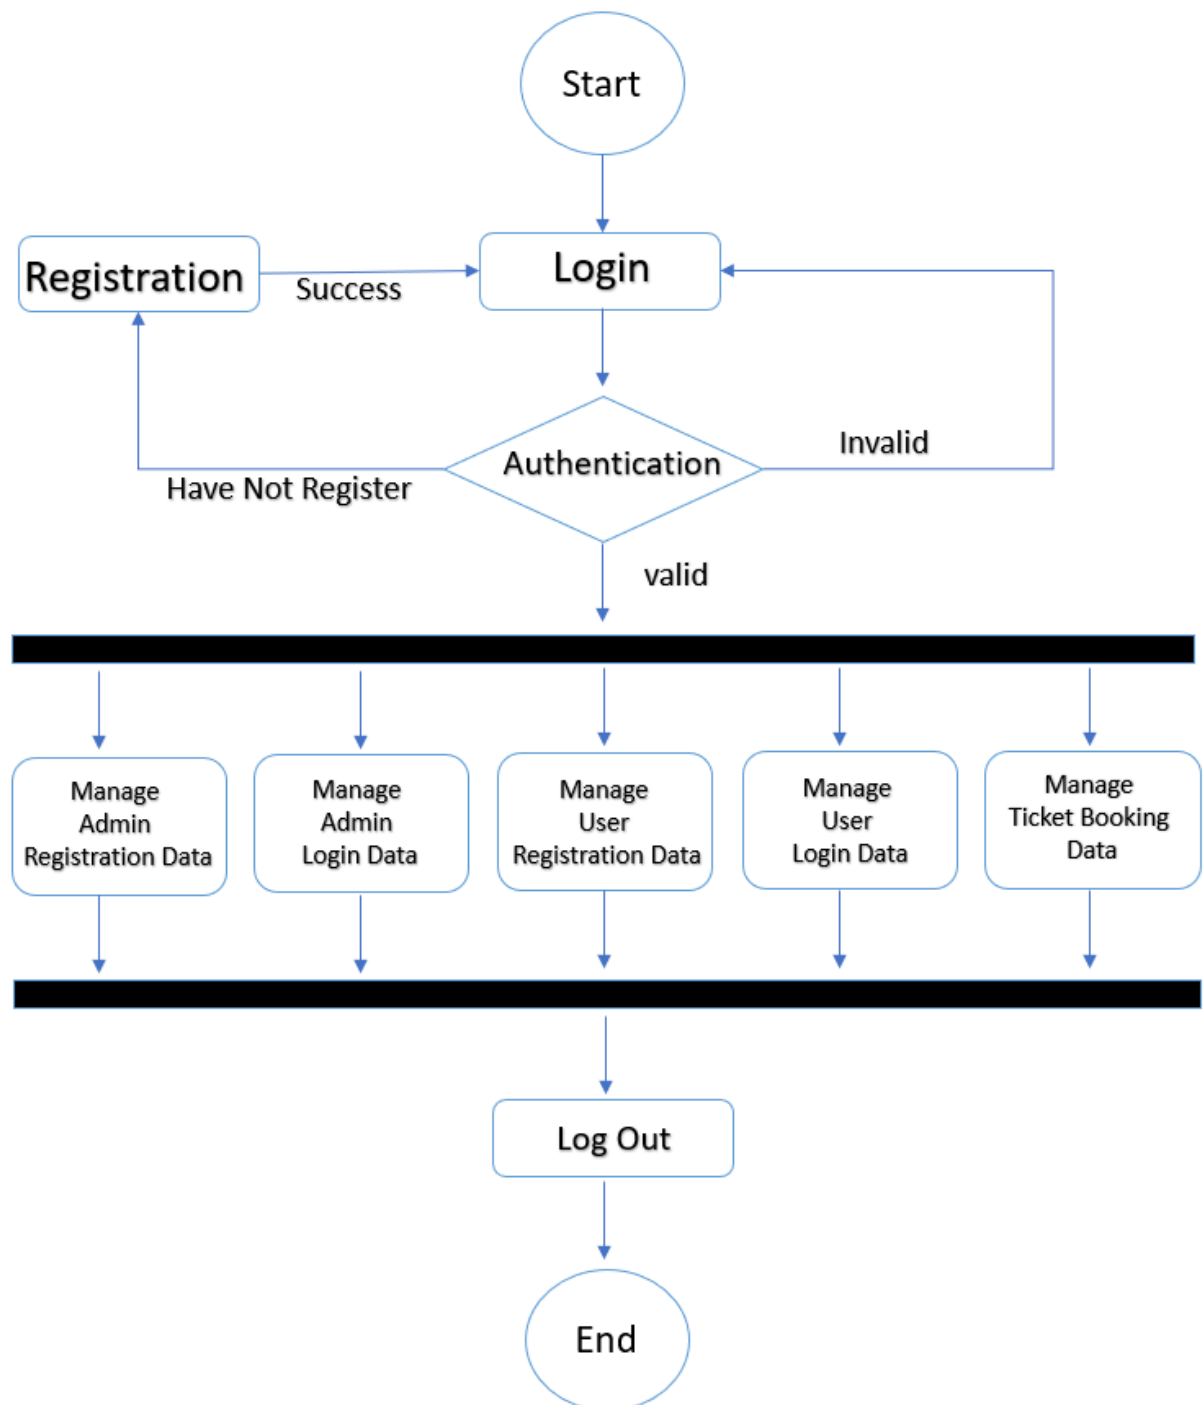 Start
Registration
Success
Login
Authentication
Invalid
Have Not Register
valid
Manage
Admin
Registration Data
Manage
Admin
Login Data
Manage
User
Registration Data
Manage
User
Login Data
Manage
Ticket Booking
Data
Log Out
End